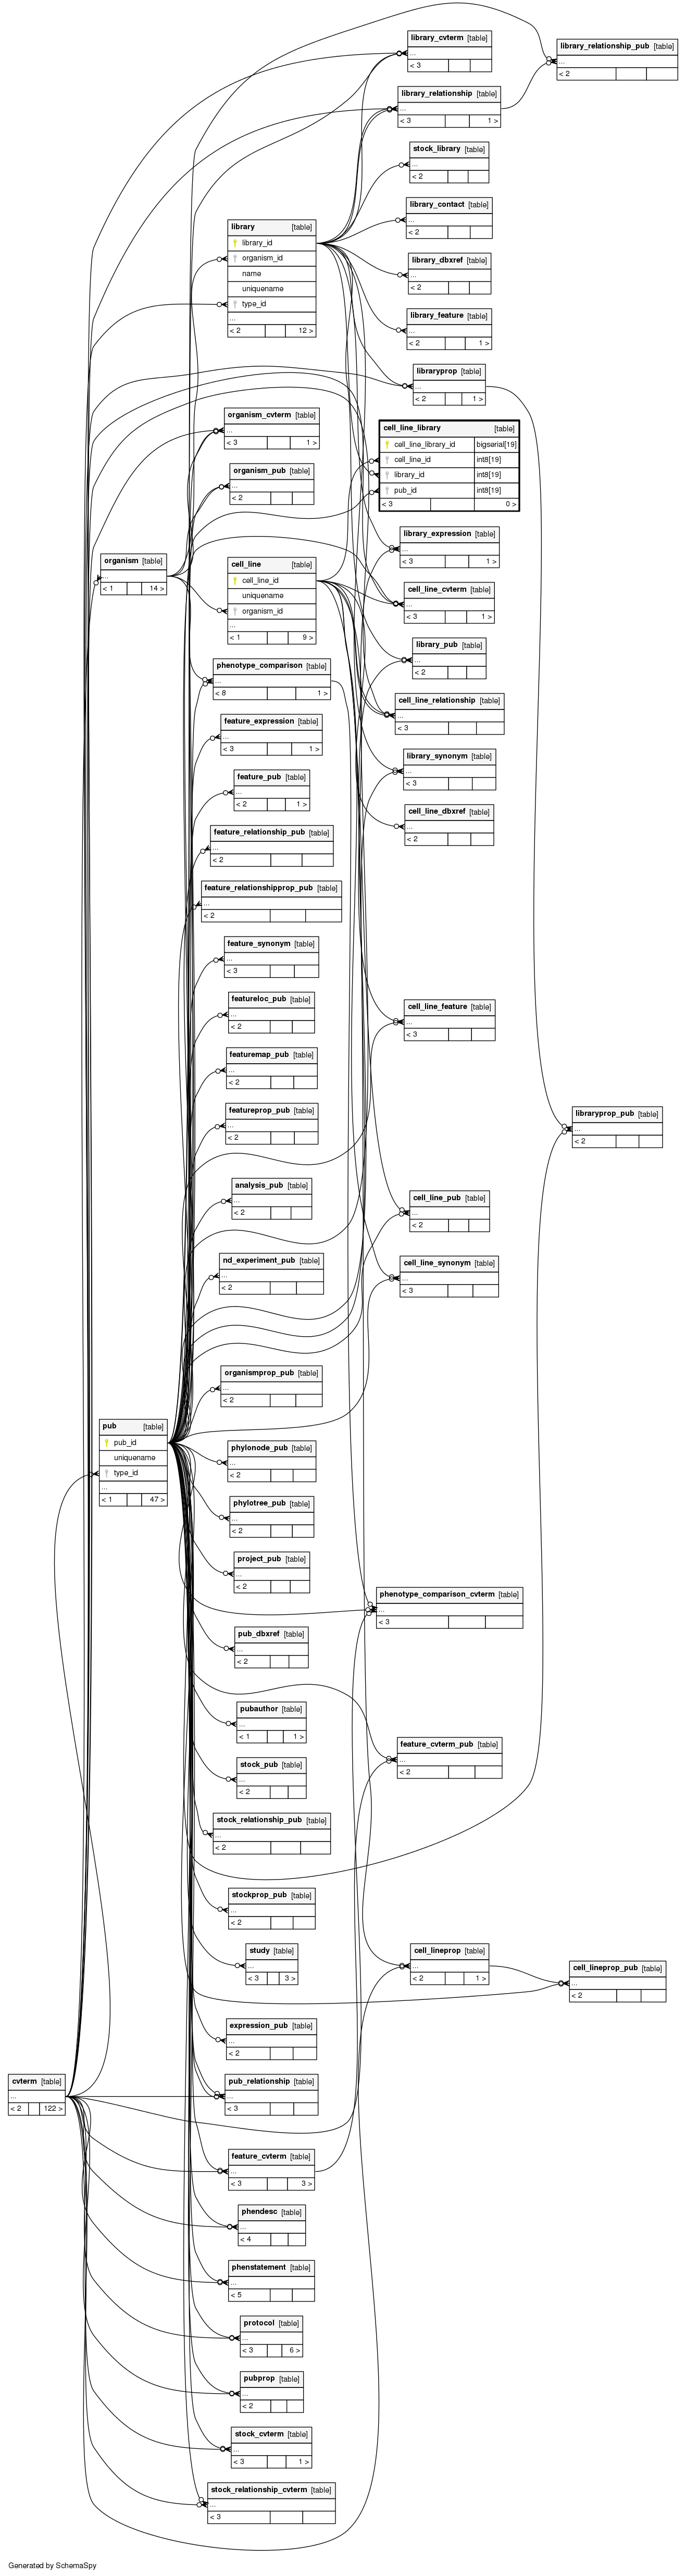 library_cvterm [table]
...
< 3
library_relationship_pub [table]
...
< 2
library_relationship [table]
...
< 3 1 >
stock_library [table]
...
< 2
library_contact [table]
...
< 2
library [table]
library_id
organism_id
name
uniquename
type_id
...
< 2 12 >
library_dbxref [table]
...
< 2
library_feature [table]
...
< 2 1 >
libraryprop [table]
...
< 2 1 >
organism_cvterm [table]
...
< 3 1 >
cell_line_library [table]
cell_line_library_id bigserial[19]
cell_line_id int8[19]
library_id int8[19]
pub_id int8[19]
< 3 0 >
organism_pub [table]
...
< 2
library_expression [table]
...
< 3 1 >
organism [table]
...
< 1 14 >
cell_line [table]
cell_line_id
uniquename
organism_id
...
< 1 9 >
cell_line_cvterm [table]
...
< 3 1 >
library_pub [table]
...
< 2
phenotype_comparison [table]
...
< 8 1 >
cell_line_relationship [table]
...
< 3
feature_expression [table]
...
< 3 1 >
library_synonym [table]
...
< 3
feature_pub [table]
...
< 2 1 >
cell_line_dbxref [table]
...
< 2
feature_relationship_pub [table]
...
< 2
feature_relationshipprop_pub [table]
...
< 2
feature_synonym [table]
...
< 3
featureloc_pub [table]
...
< 2
cell_line_feature [table]
...
< 3
featuremap_pub [table]
...
< 2
featureprop_pub [table]
...
< 2
libraryprop_pub [table]
...
< 2
analysis_pub [table]
...
< 2
cell_line_pub [table]
...
< 2
nd_experiment_pub [table]
...
< 2
cell_line_synonym [table]
...
< 3
organismprop_pub [table]
...
< 2
pub [table]
pub_id
uniquename
type_id
...
< 1 47 >
phylonode_pub [table]
...
< 2
phylotree_pub [table]
...
< 2
project_pub [table]
...
< 2
phenotype_comparison_cvterm [table]
...
< 3
pub_dbxref [table]
...
< 2
pubauthor [table]
...
< 1 1 >
feature_cvterm_pub [table]
...
< 2
stock_pub [table]
...
< 2
stock_relationship_pub [table]
...
< 2
stockprop_pub [table]
...
< 2
study [table]
...
< 3 3 >
cell_lineprop [table]
...
< 2 1 >
cell_lineprop_pub [table]
...
< 2
expression_pub [table]
...
< 2
cvterm [table]
...
< 2 122 >
pub_relationship [table]
...
< 3
feature_cvterm [table]
...
< 3 3 >
phendesc [table]
...
< 4
phenstatement [table]
...
< 5
protocol [table]
...
< 3 6 >
pubprop [table]
...
< 2
stock_cvterm [table]
...
< 3 1 >
stock_relationship_cvterm [table]
...
< 3
Generated by SchemaSpy